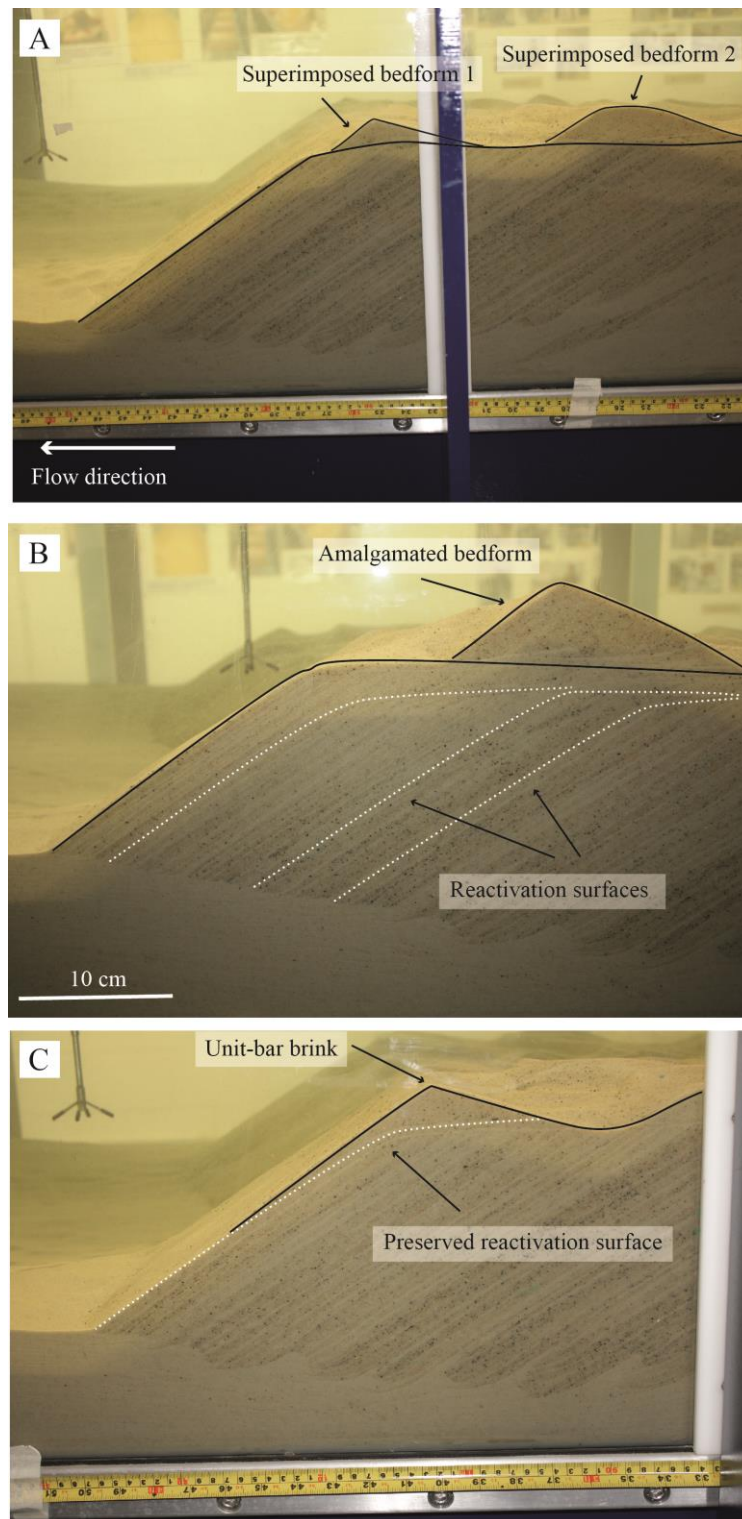 A
Superimposed bedform 1
Superimposed bedform 2
Flow direction
B
Amalgamated bedform
Reactivation surfaces
10 cm
C
Unit-bar brink
Preserved reactivation surface